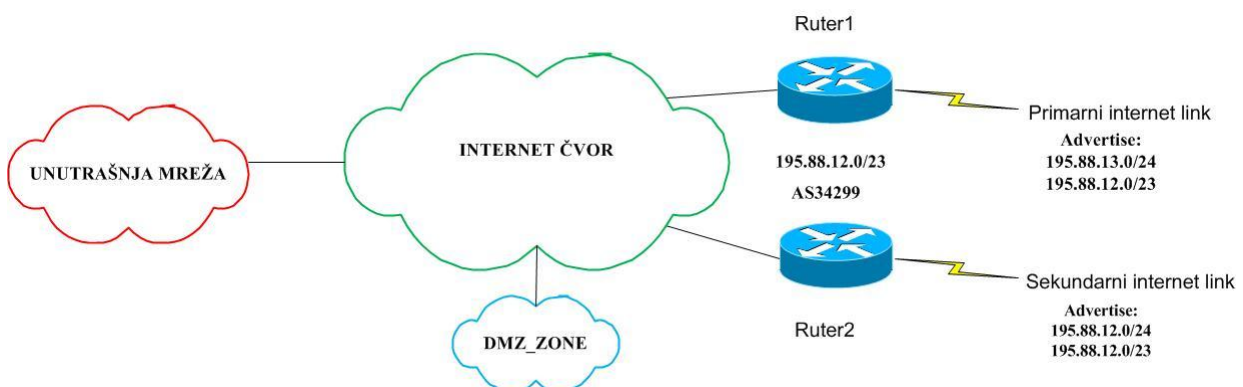 Ruter1
Primarni internet link
Advertise:
195.88.13.0/24
195.88.12.0/23
UNUTRAŠNJA MREŽA
INTERNET ČVOR
195.88.12.0/23
AS34299
Sekundarni internet link
Advertise:
195.88.12.0/24
195.88.12.0/23
Ruter2
DMZ_ZONE